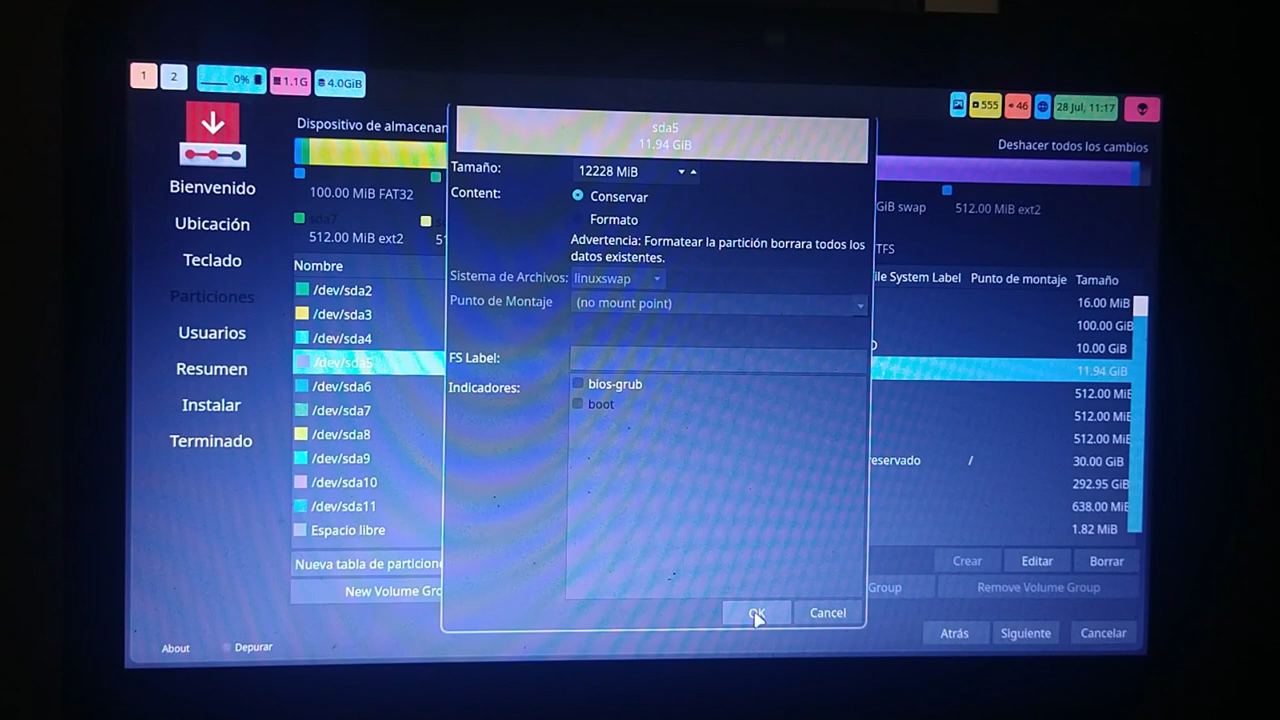 1 2 0% 1.1G 4.0GiB
555 46 28 Jul, 11:17
Bienvenido
Ubicación
Teclado
Particiones
Usuarios
Resumen
Instalar
Terminado
About Depurar
Dispositivo de almacenar
Deshacer todos los cambios
100.00 MiB FAT32
GiB swap 512.00 MiB ext2
sda7
512.00 MiB ext2 51
TFS
Nombre ile System Label Punto de montaje Tamaño
/dev/sda2 16.00 MiB
/dev/sda3 100.00 GiB
/dev/sda4 10.00 GiB
/dev/sda5 11.94 GiB
/dev/sda6 512.00 MiE
/dev/sda7 512.00 MiE
/dev/sda8 512.00 MiE
/dev/sda9 eservado / 30.00 GiB
/dev/sda10 292.95 GiB
/dev/sda11 638.00 MiE
Espacio libre 1.82 MiB
Nueva tabla de particione Crear Editar Borrar
New Volume Gro Group Remove Volume Group
Atrás Siguiente Cancelar
sda5
11.94 GiB
Tamaño: 12228 MiB
Content: Conservar
Formato
Advertencia: Formatear la partición borrara todos los
datos existentes.
Sistema de Archivos: linuxswap
Punto de Montaje (no mount point)
FS Label:
Indicadores: bios-grub
boot
OK Cancel